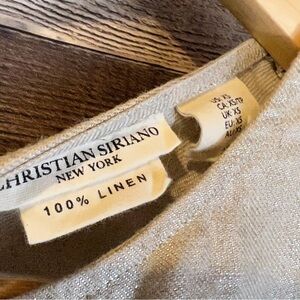 CHRISTIAN SIRIANO
NEW YORK
100% LINEN
US XS
CA: XS/TP
UK XS
EU: XS
AU: XS